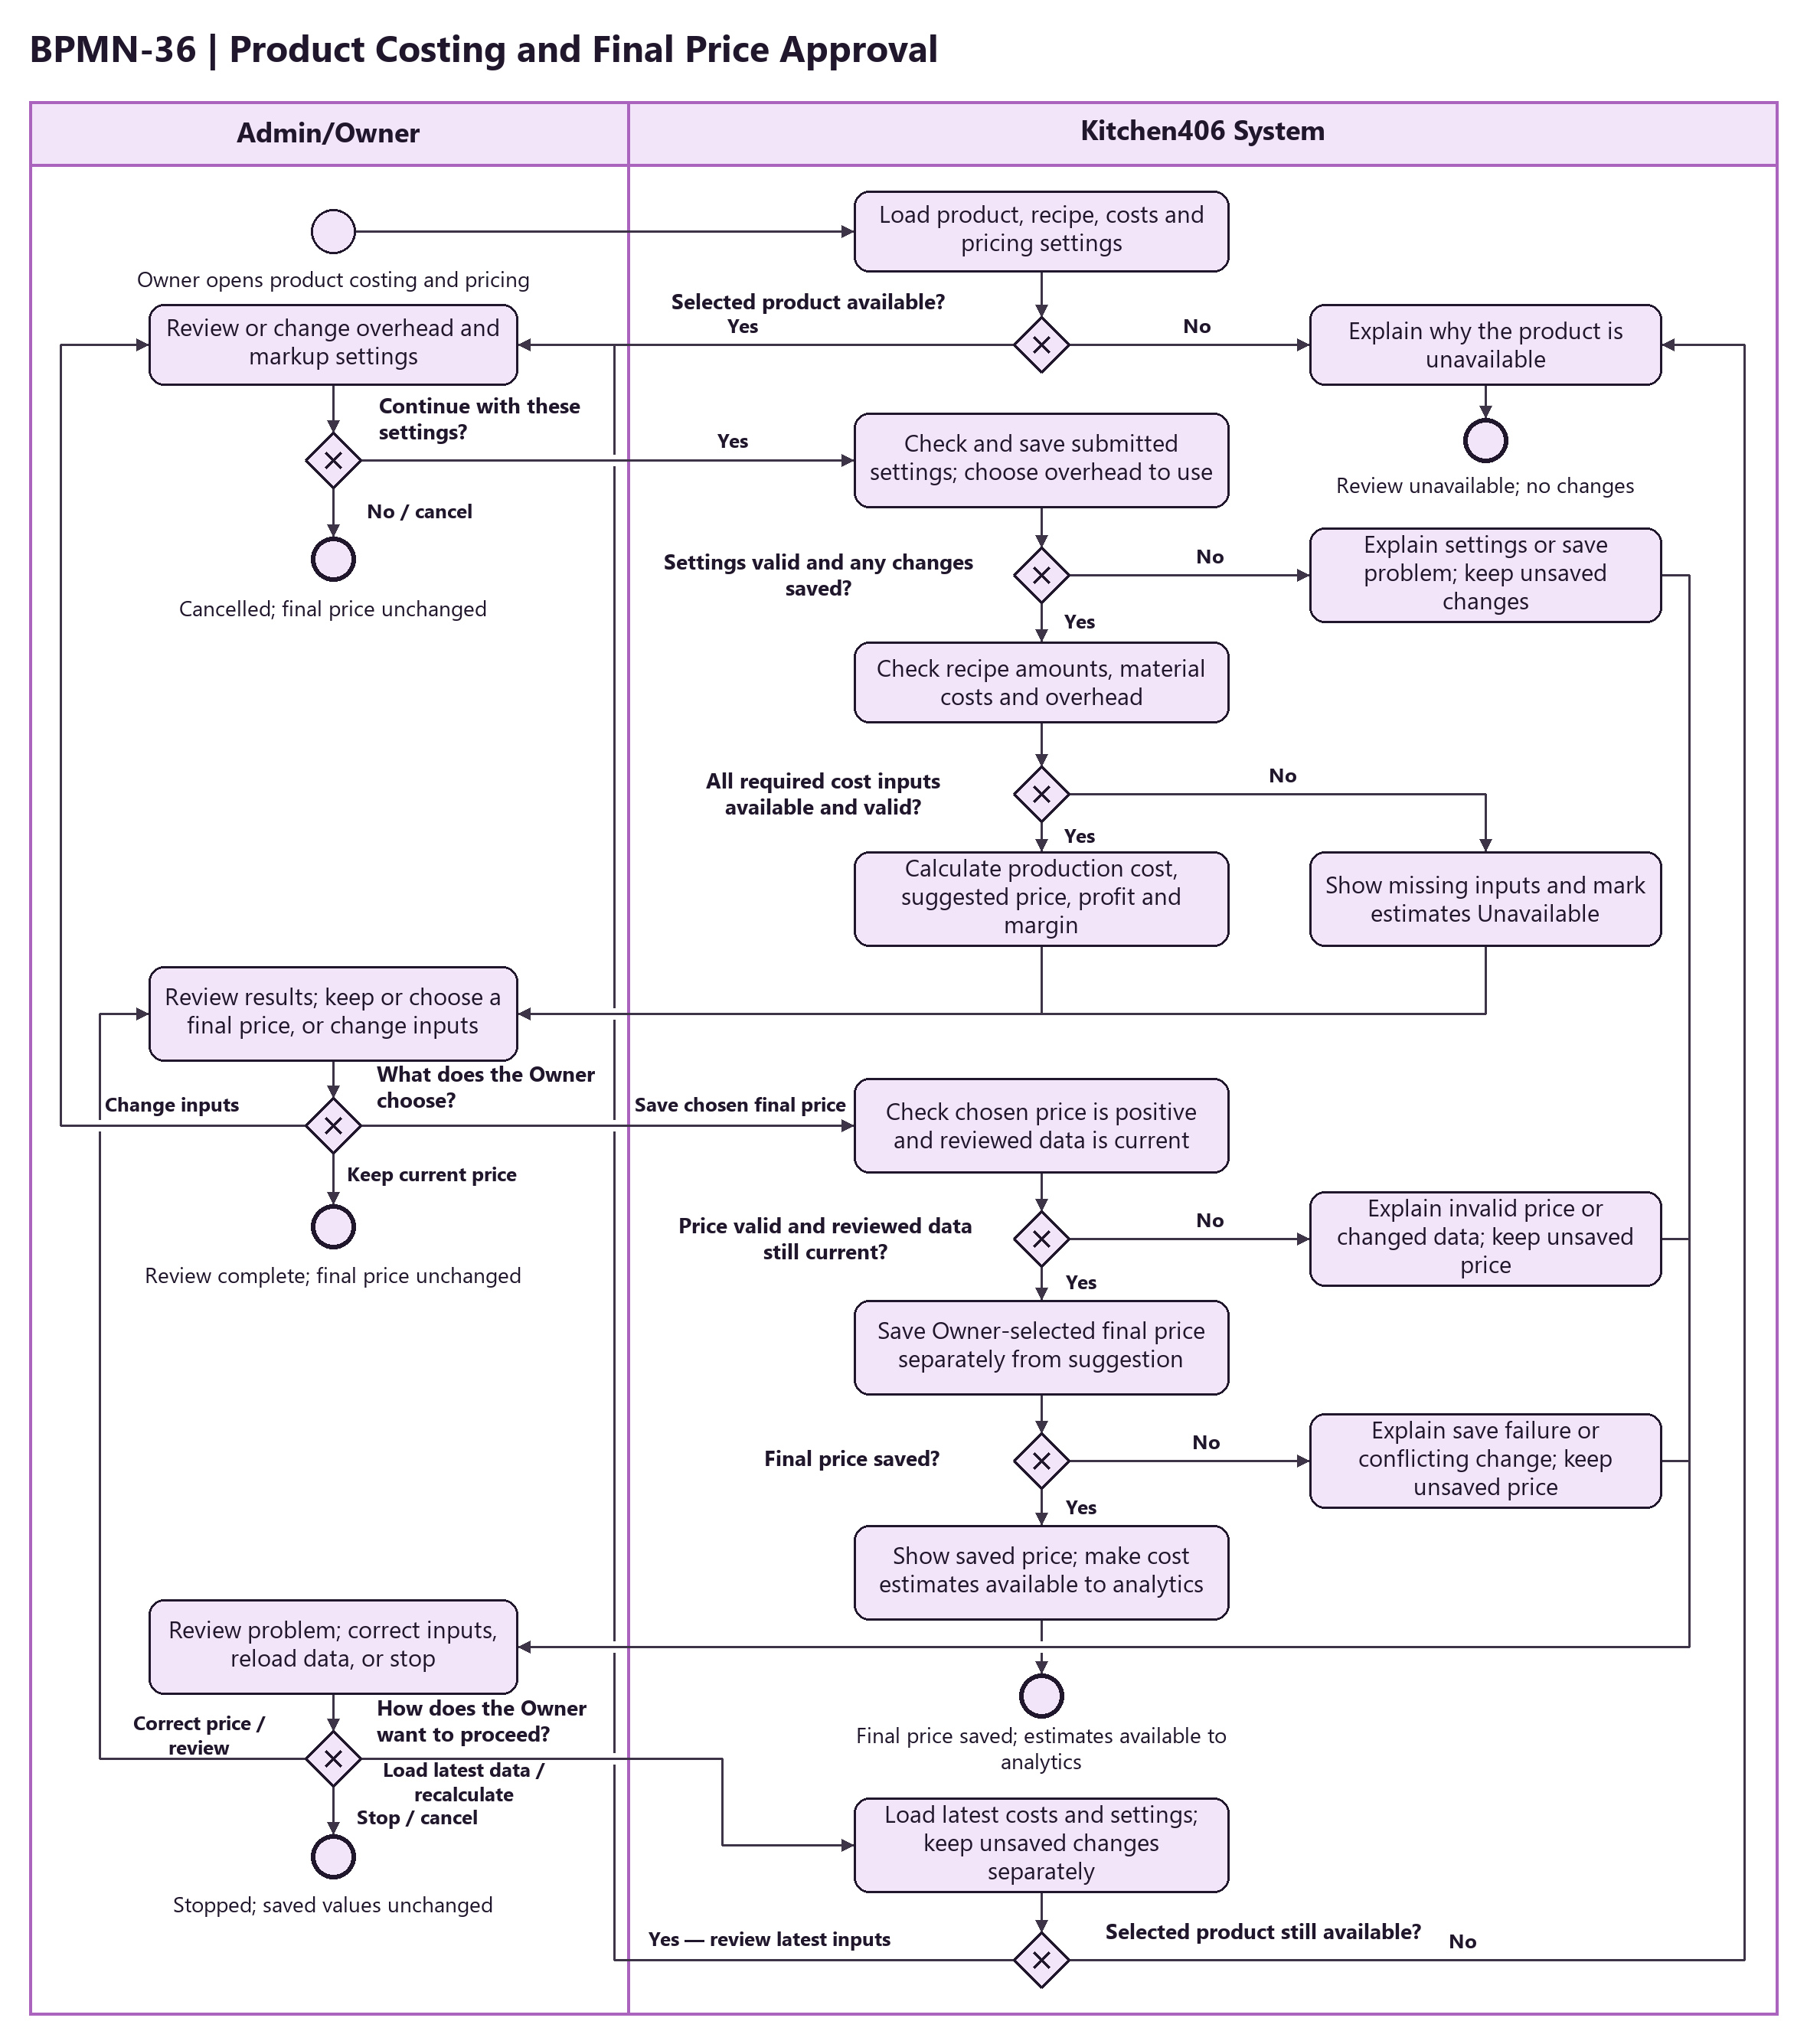 BPMN-36 | Product Costing and Final Price Approval
Admin/Owner
Kitchen406 System
Load product, recipe, costs and
pricing settings
Owner opens product costing and pricing
Selected product available?
Yes
No
Review or change overhead and
markup settings
Explain why the product is
unavailable
Continue with these
settings?
Yes
Check and save submitted
settings; choose overhead to use
Review unavailable; no changes
No / cancel
Cancelled; final price unchanged
Settings valid and any changes
saved?
No
Explain settings or save
problem; keep unsaved
changes
Yes
Check recipe amounts, material
costs and overhead
All required cost inputs
available and valid?
No
Yes
Calculate production cost,
suggested price, profit and
margin
Show missing inputs and mark
estimates Unavailable
Review results; keep or choose a
final price, or change inputs
What does the Owner
choose?
Change inputs
Save chosen final price
Check chosen price is positive
and reviewed data is current
Keep current price
Review complete; final price unchanged
Price valid and reviewed data
still current?
No
Explain invalid price or
changed data; keep unsaved
price
Yes
Save Owner-selected final price
separately from suggestion
Final price saved?
No
Explain save failure or
conflicting change; keep
unsaved price
Yes
Show saved price; make cost
estimates available to analytics
Review problem; correct inputs,
reload data, or stop
How does the Owner
want to proceed?
Correct price /
review
Final price saved; estimates available to
analytics
Load latest data /
recalculate
Stop / cancel
Load latest costs and settings;
keep unsaved changes
separately
Stopped; saved values unchanged
Yes — review latest inputs
Selected product still available?
No